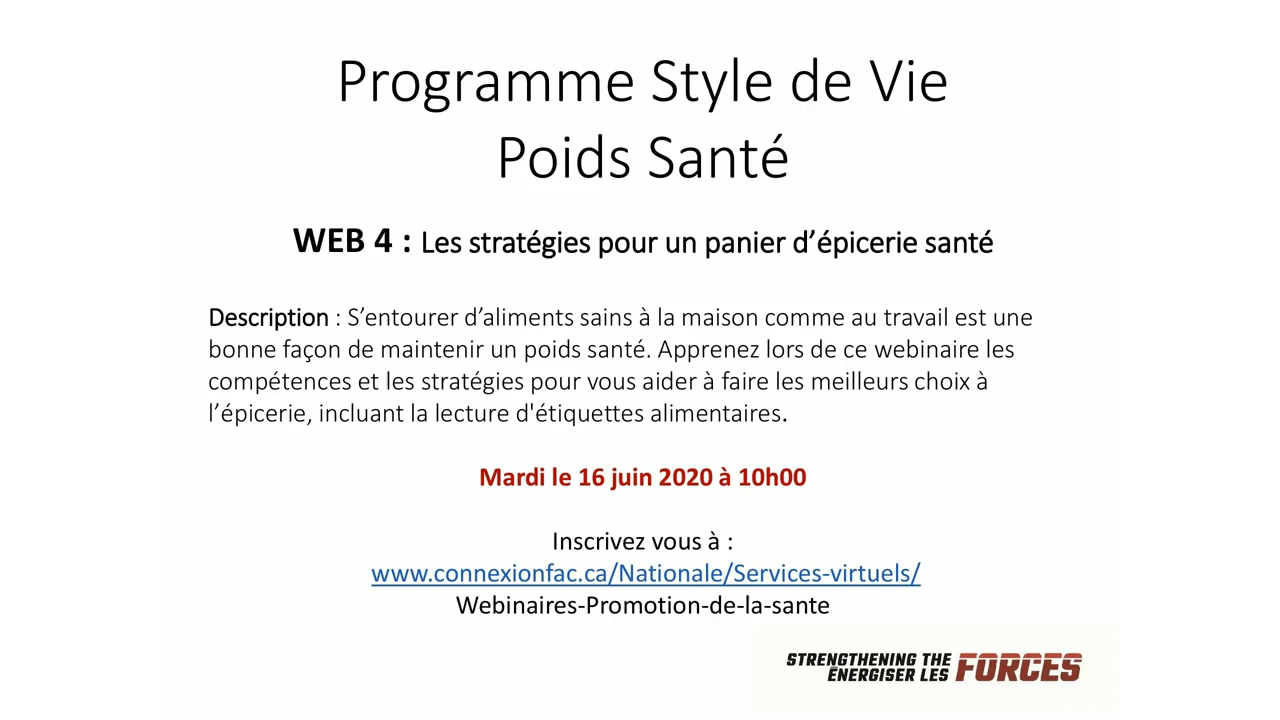 Programme Style de Vie
Poids Santé
WEB 4 : Les stratégies pour un panier d’épicerie santé
Description : S’entourer d’aliments sains à la maison comme au travail est une
bonne façon de maintenir un poids santé. Apprenez lors de ce webinaire les
compétences et les stratégies pour vous aider à faire les meilleurs choix à
l’épicerie, incluant la lecture d'étiquettes alimentaires.
Mardi le 16 juin 2020 à 10h00
Inscrivez vous à :
www.connexionfac.ca/Nationale/Services-virtuels/
Webinaires-Promotion-de-la-sante
STRENGTHENING THE
ÉNERGISER LES FORCES